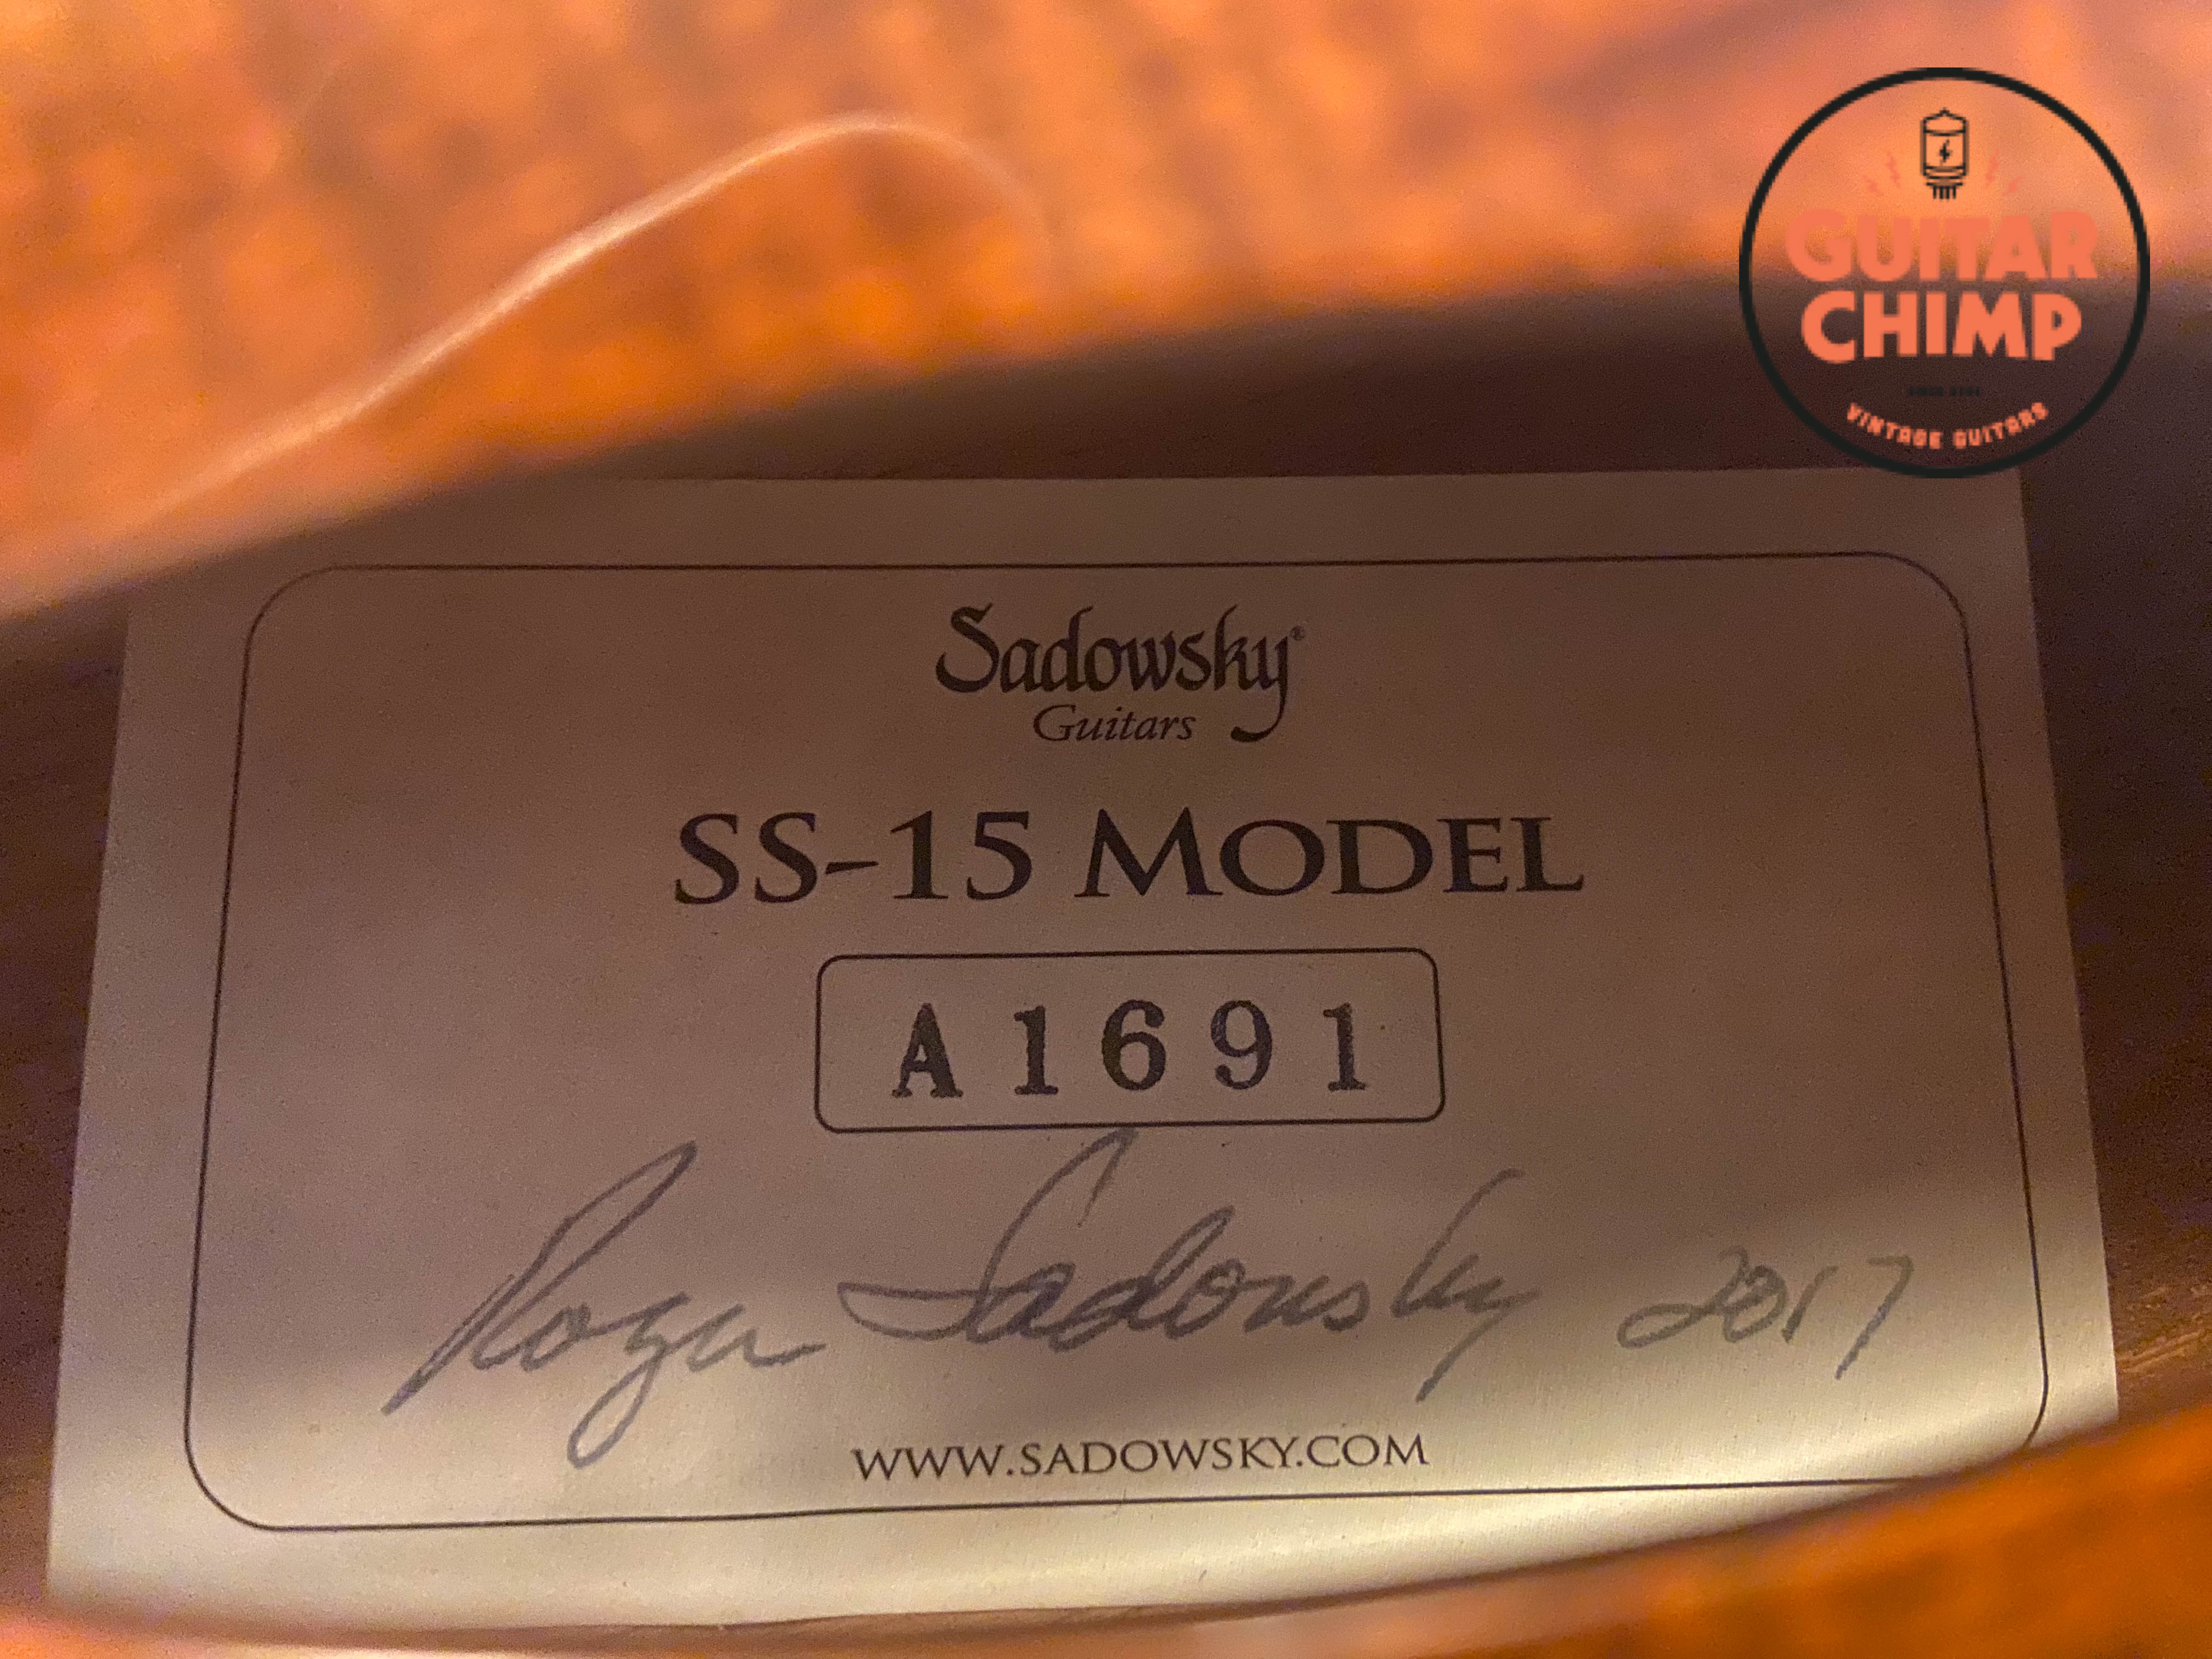 GUITAR
CHIMP
VINTAGE GUITARS
Sadowsky®
Guitars
SS-15 MODEL
A1691
Roger Sadowsky 2017
WWW.SADOWSKY.COM